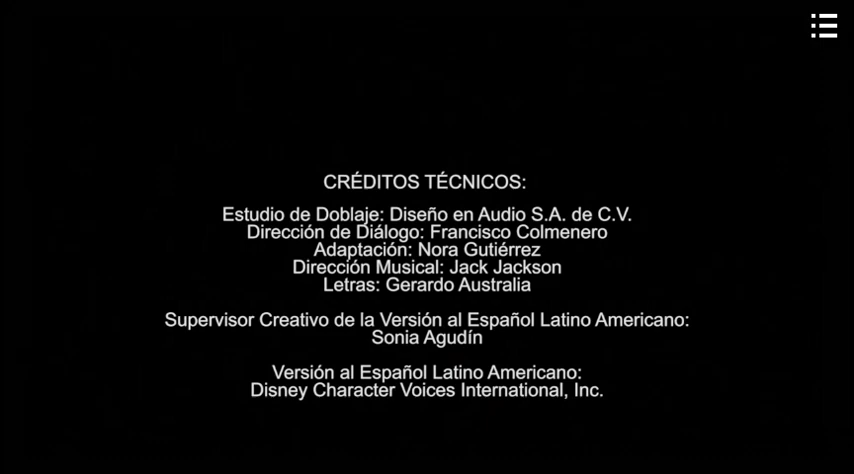 CRÉDITOS TÉCNICOS:
Estudio de Doblaje: Diseño en Audio S.A. de C.V.
Dirección de Diálogo: Francisco Colmenero
Adaptación: Nora Gutiérrez
Dirección Musical: Jack Jackson
Letras: Gerardo Australia
Supervisor Creativo de la Versión al Español Latino Americano:
Sonia Agudín
Versión al Español Latino Americano:
Disney Character Voices International, Inc.